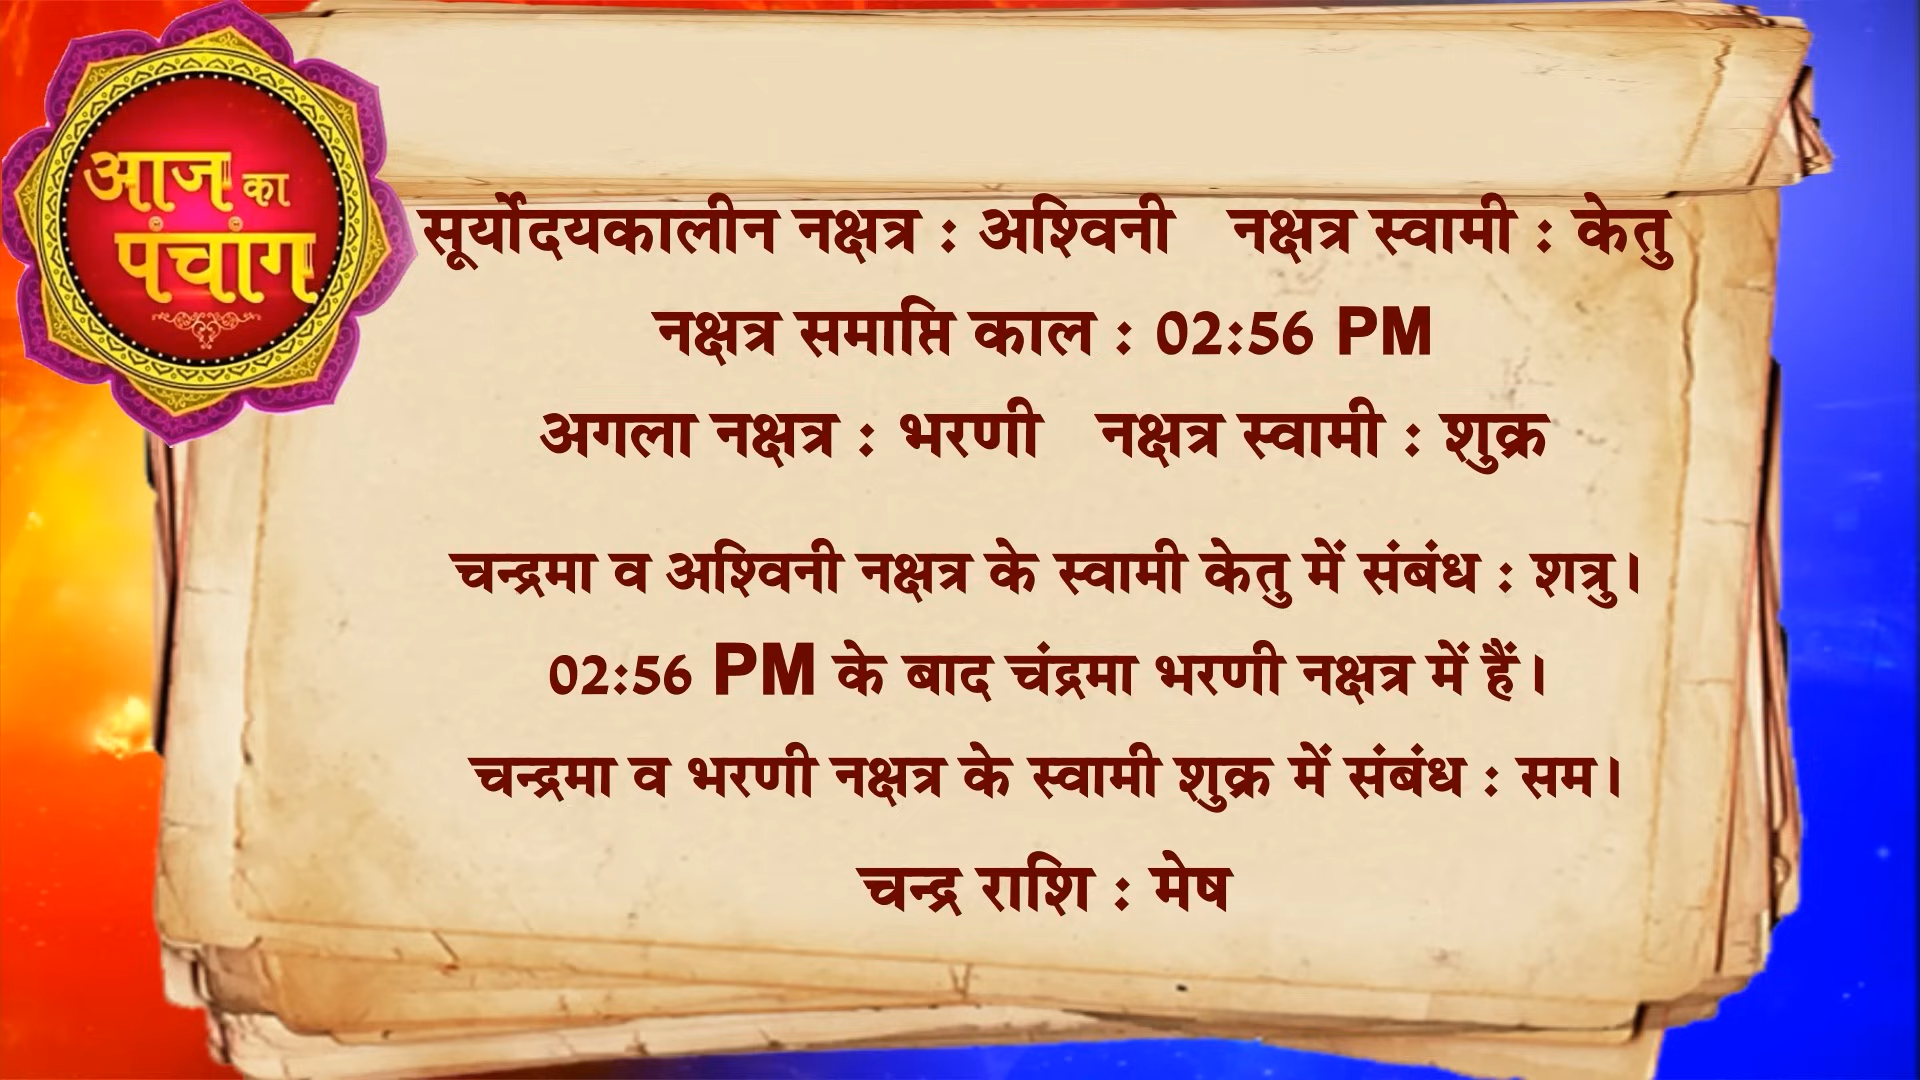 आज का
पंचांग
सूर्योदयकालीन नक्षत्र : अश्विनी नक्षत्र स्वामी : केतु
नक्षत्र समाप्ति काल : 02:56 PM
अगला नक्षत्र : भरणी नक्षत्र स्वामी : शुक्र
चन्द्रमा व अश्विनी नक्षत्र के स्वामी केतु में संबंध : शत्रु।
02:56 PM के बाद चंद्रमा भरणी नक्षत्र में हैं।
चन्द्रमा व भरणी नक्षत्र के स्वामी शुक्र में संबंध : सम।
चन्द्र राशि : मेष